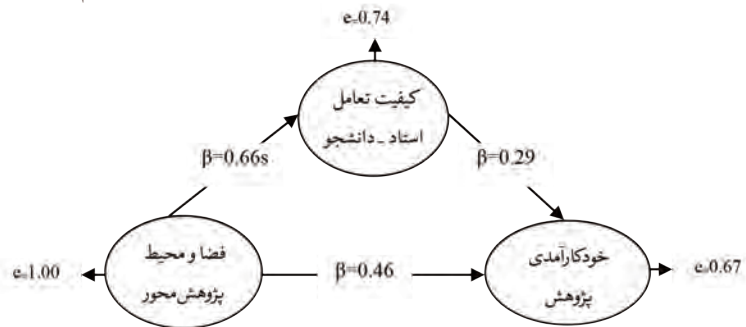 e=0.74
کیفیت تعامل
استاد - دانشجو
β=0.66s
β=0.29
فضا و محیط
پژوهش‌محور
خودکارآمدی
پژوهش
e=1.00
β=0.46
e=0.67